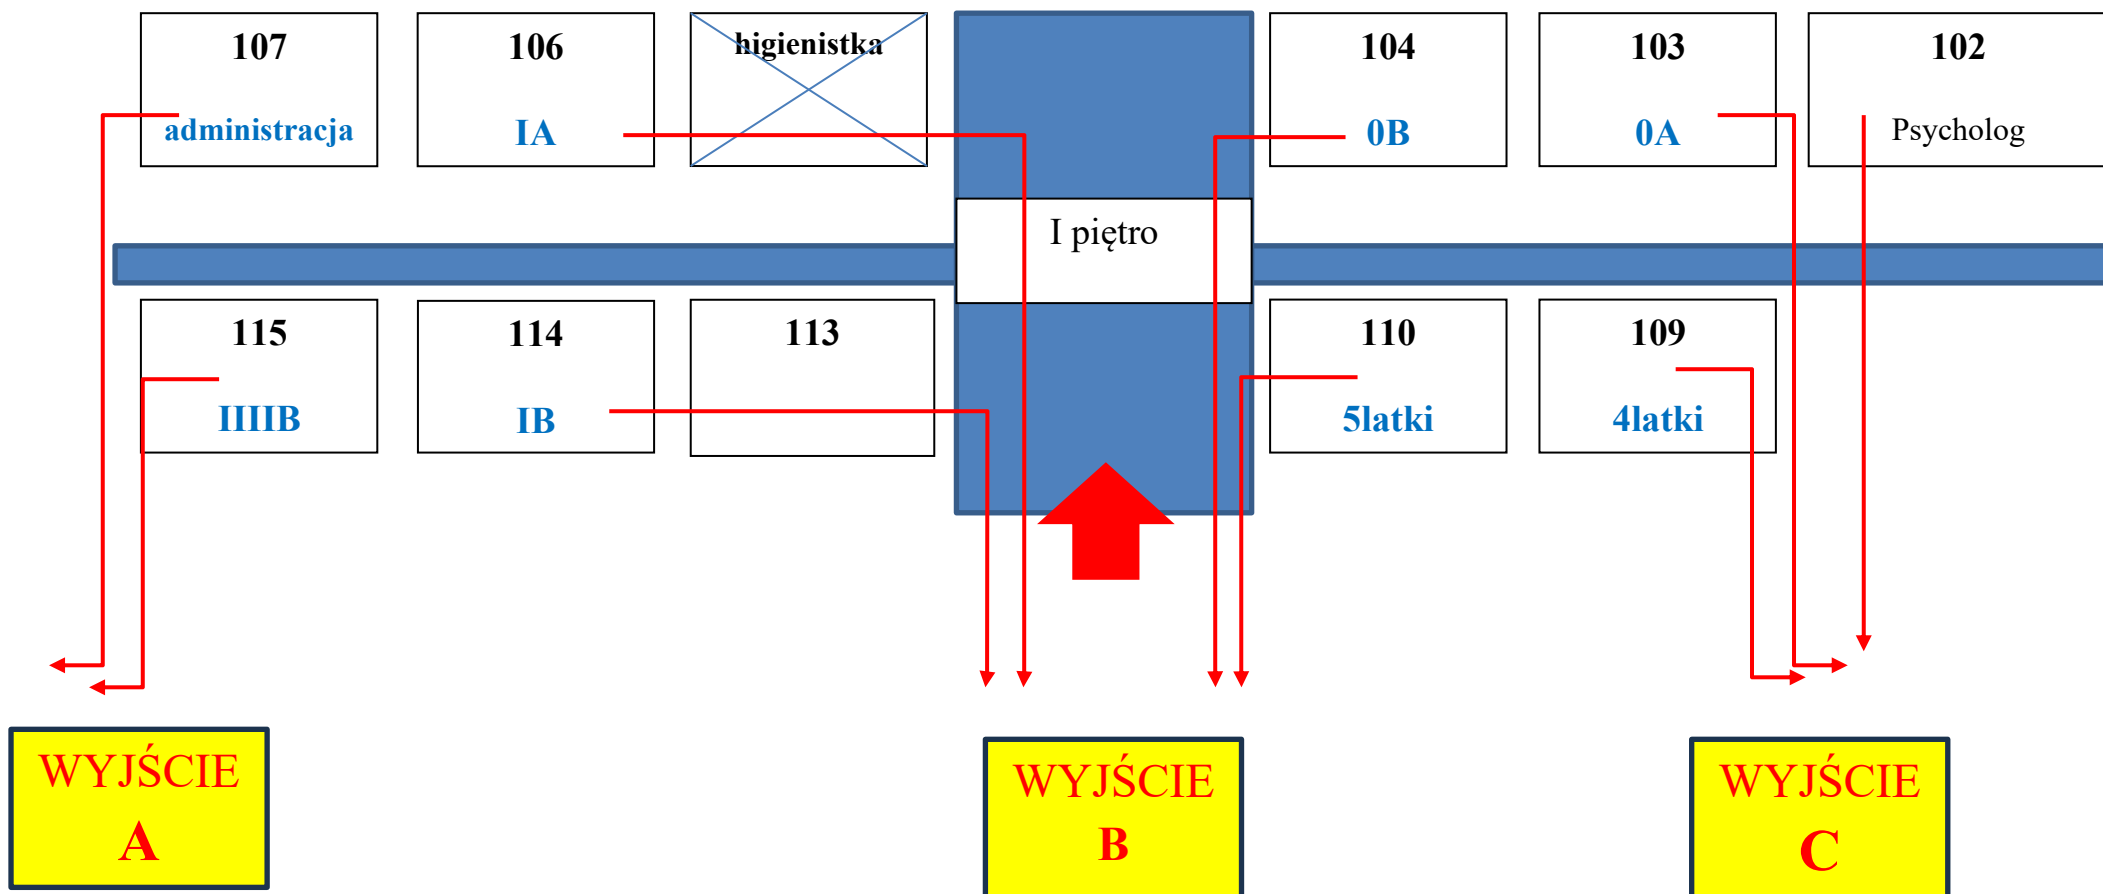 107
administracja
106
IA
higienistka
104
0B
103
0A
102
Psycholog
I piętro
115
IIIIB
114
IB
113
110
5latki
109
4latki
WYJŚCIE
A
WYJŚCIE
B
WYJŚCIE
C